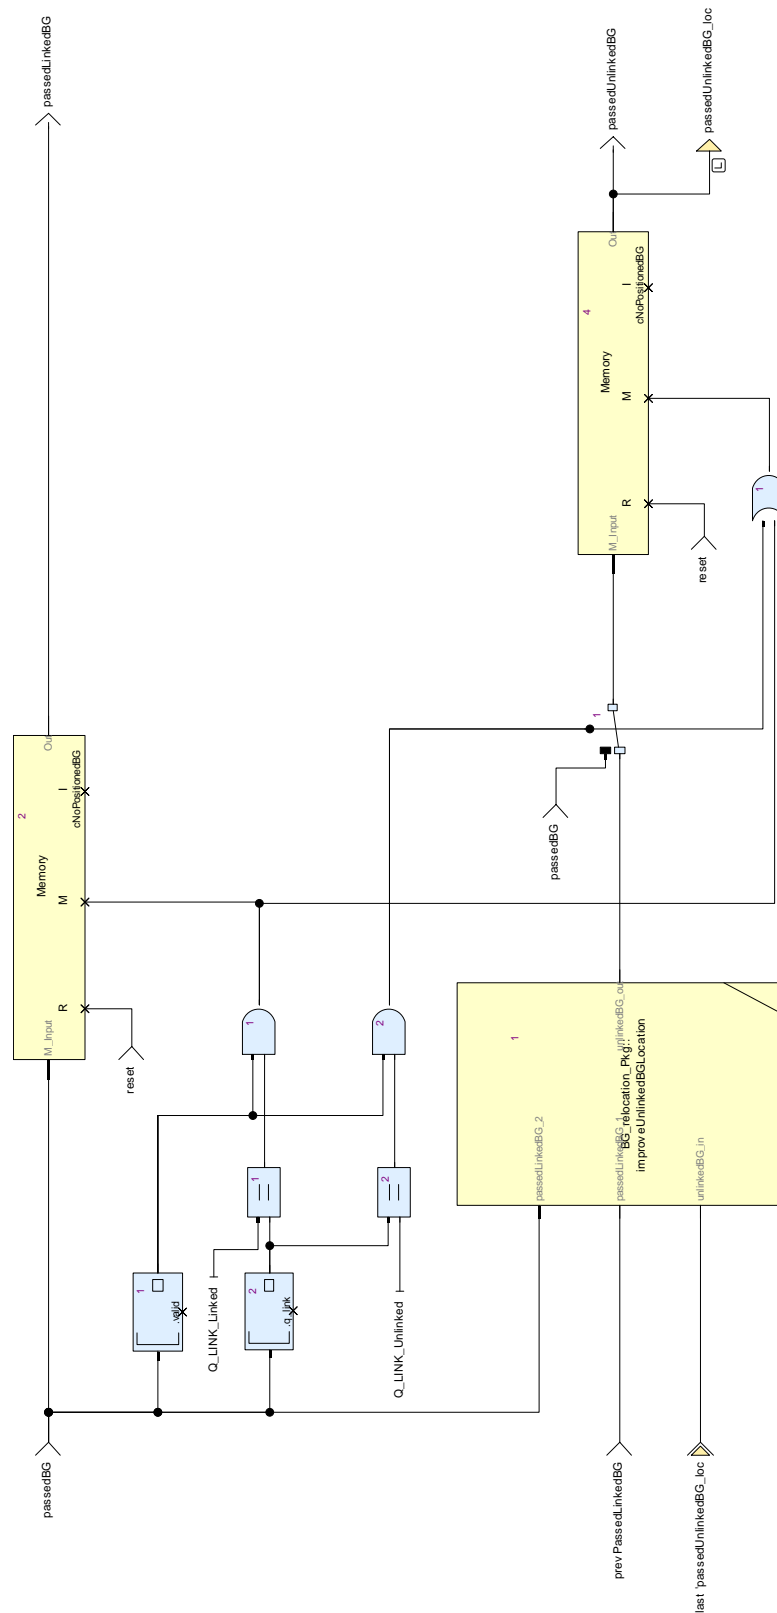 passedLinkedBG
passedUnlinkedBG
passedUnlinkedBG_loc
L
Out
I
cNoPositionedBG
4
Memory
M
R
M_Input
reset
1
Out
I
cNoPositionedBG
2
Memory
M
R
M_Input
reset
1
passedBG
1
2
unlinkedBG_out
1
BG_relocation_Pkg::
improveUnlinkedBGLocation
passedLinkedBG_2
passedLinkedBG_1
unlinkedBG_in
1
2
1
.valid
2
.q_link
Q_LINK_Linked
Q_LINK_Unlinked
passedBG
prevPassedLinkedBG
last 'passedUnlinkedBG_loc